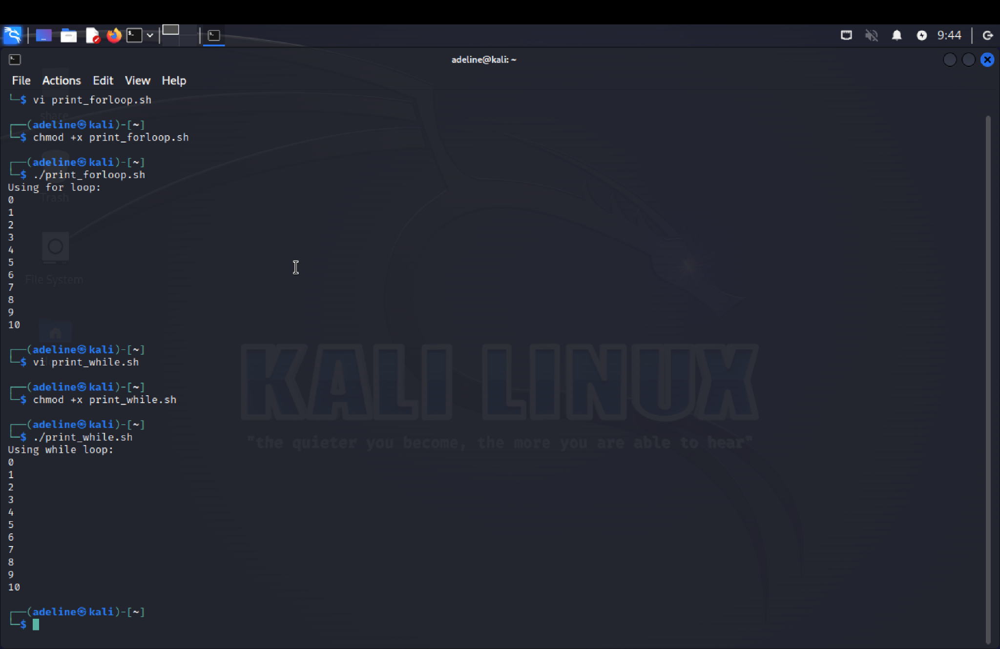 9:44
adeline@kali: ~
File Actions Edit View Help
└─$ vi print_forloop.sh
share
┌──(adeline㉿kali)-[~]
└─$ chmod +x print_forloop.sh
┌──(adeline㉿kali)-[~]
└─$ ./print_forloop.sh
Using for loop:
Trash
0
1
2
3
4
5
6
File System
7
8
9
10
┌──(adeline㉿kali)-[~]
└─$ vi print_while.sh
KALI LINUX
┌──(adeline㉿kali)-[~]
└─$ chmod +x print_while.sh
┌──(adeline㉿kali)-[~]
└─$ ./print_while.sh
"the quieter you become, the more you are able to hear"
Using while loop:
0
1
2
3
4
5
6
7
8
9
10
┌──(adeline㉿kali)-[~]
└─$